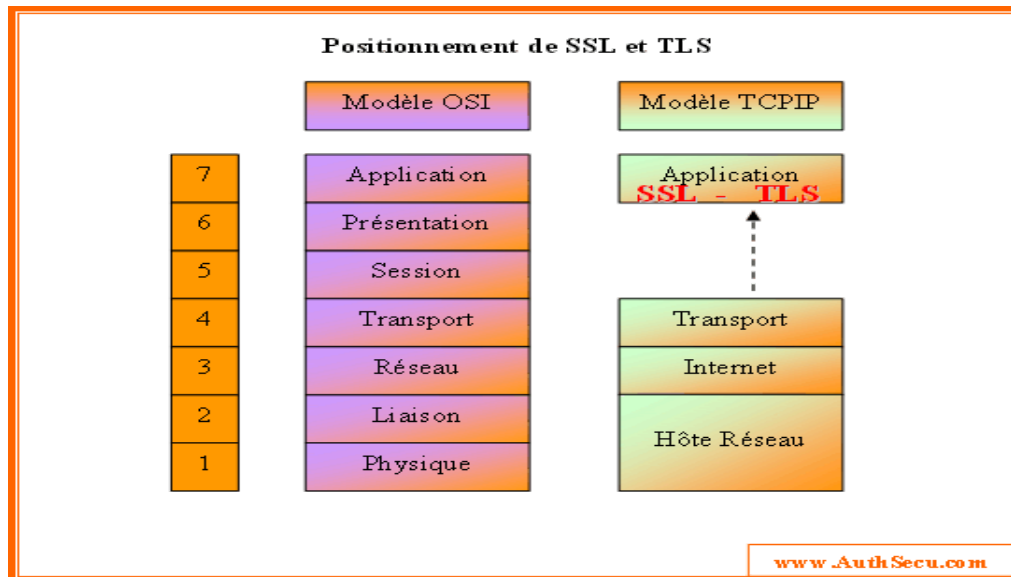 Positionnement de SSL et TLS
Modèle OSI
Modèle TCPIP
7
Application
Application
SSL - TLS
6
Présentation
5
Session
4
Transport
Transport
3
Réseau
Internet
2
Liaison
Hôte Réseau
1
Physique
www.AuthSecu.com